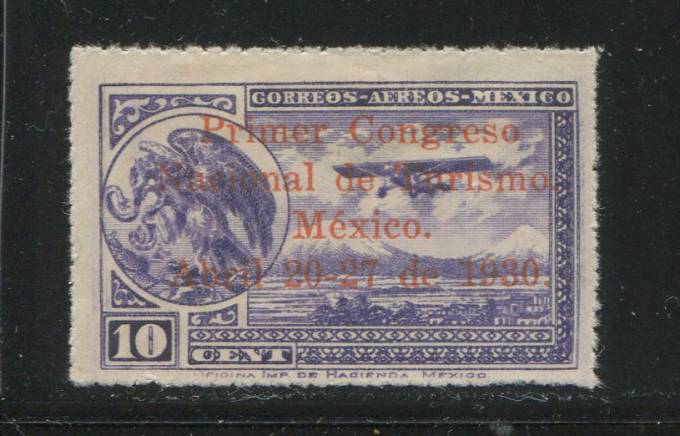 CORREOS-AEREOS-MEXICO
Primer Congreso
Nacional de Turismo.
México.
Abril 20-27 de 1930.
10
CENT
OFICINA IMP. DE HACIENDA MEXICO